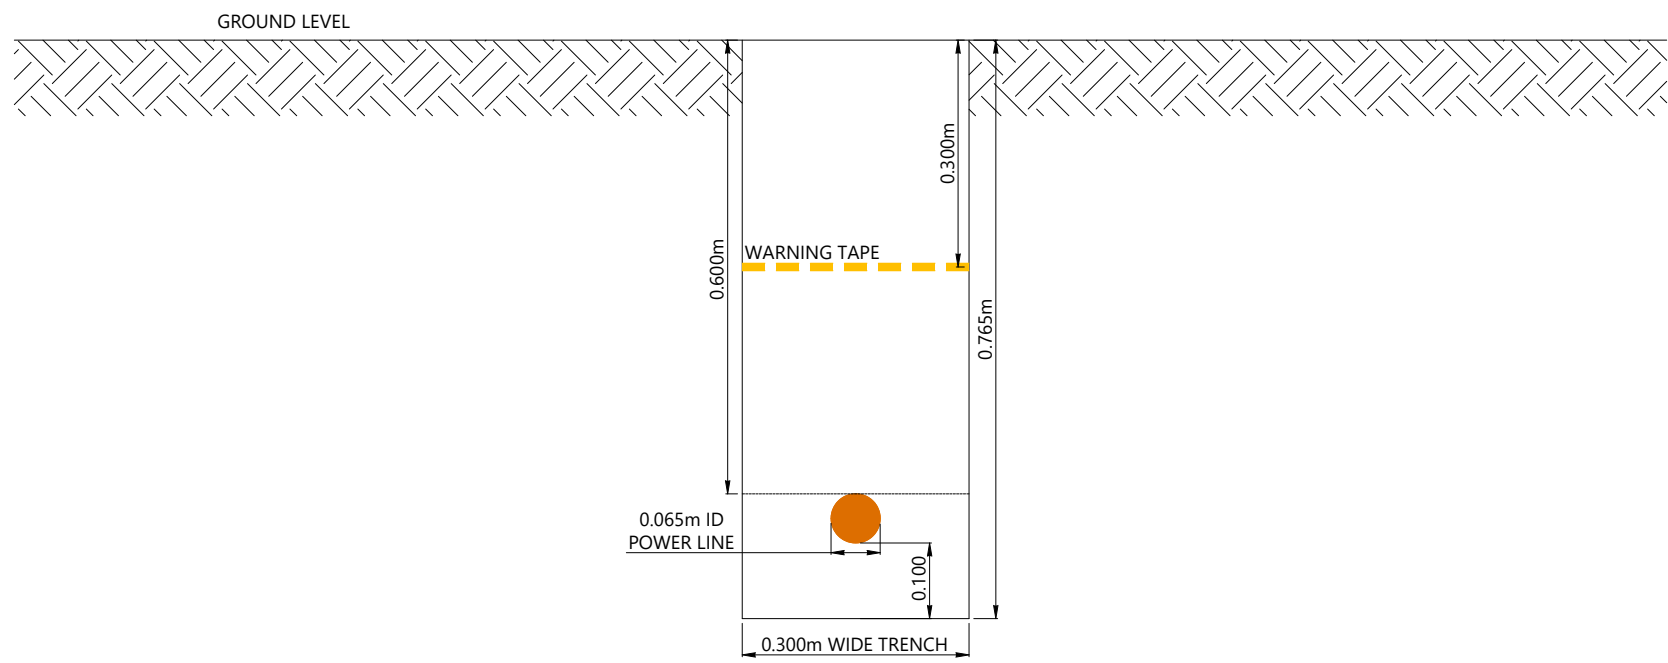 GROUND LEVEL
0.300m
WARNING TAPE
0.600m
0.765m
0.065m ID
POWER LINE
0.100
0.300m WIDE TRENCH